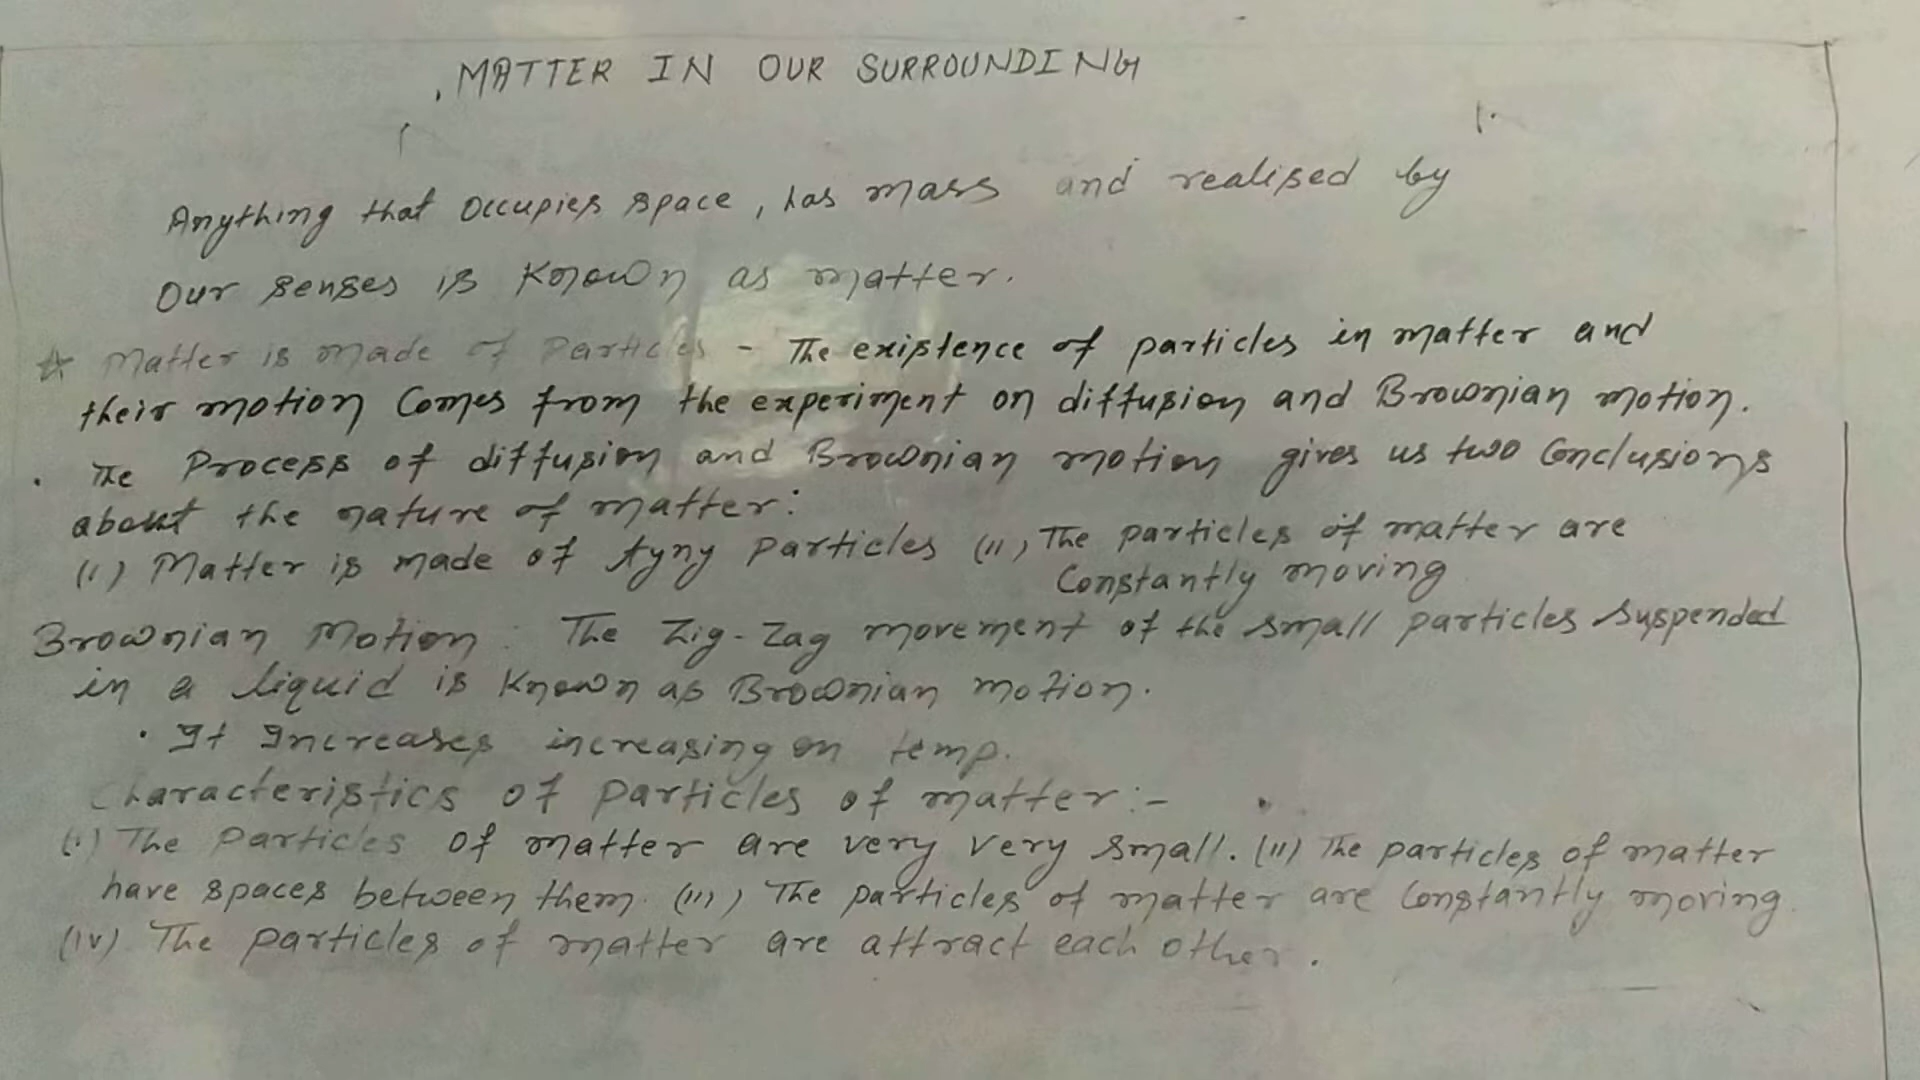 MATTER IN OUR SURROUNDING
Anything that occupies space, has mass and realised by
our senses is known as matter.
☆ Matter is made of Particles - The existence of particles in matter and
their motion comes from the experiment on diffusion and Brownian motion.
• The Process of diffusion and Brownian motion gives us two conclusions
about the nature of matter:
(i) Matter is made of tyny particles (ii) The particles of matter are
constantly moving
Brownian Motion: The Zig-Zag movement of the small particles suspended
in a liquid is known as Brownian motion.
• It Increases increasing on temp.
Characteristics of particles of matter:-
(i) The Particles of matter are very very small. (ii) The particles of matter
have spaces between them. (iii) The particles of matter are constantly moving.
(iv) The particles of matter are attract each other.